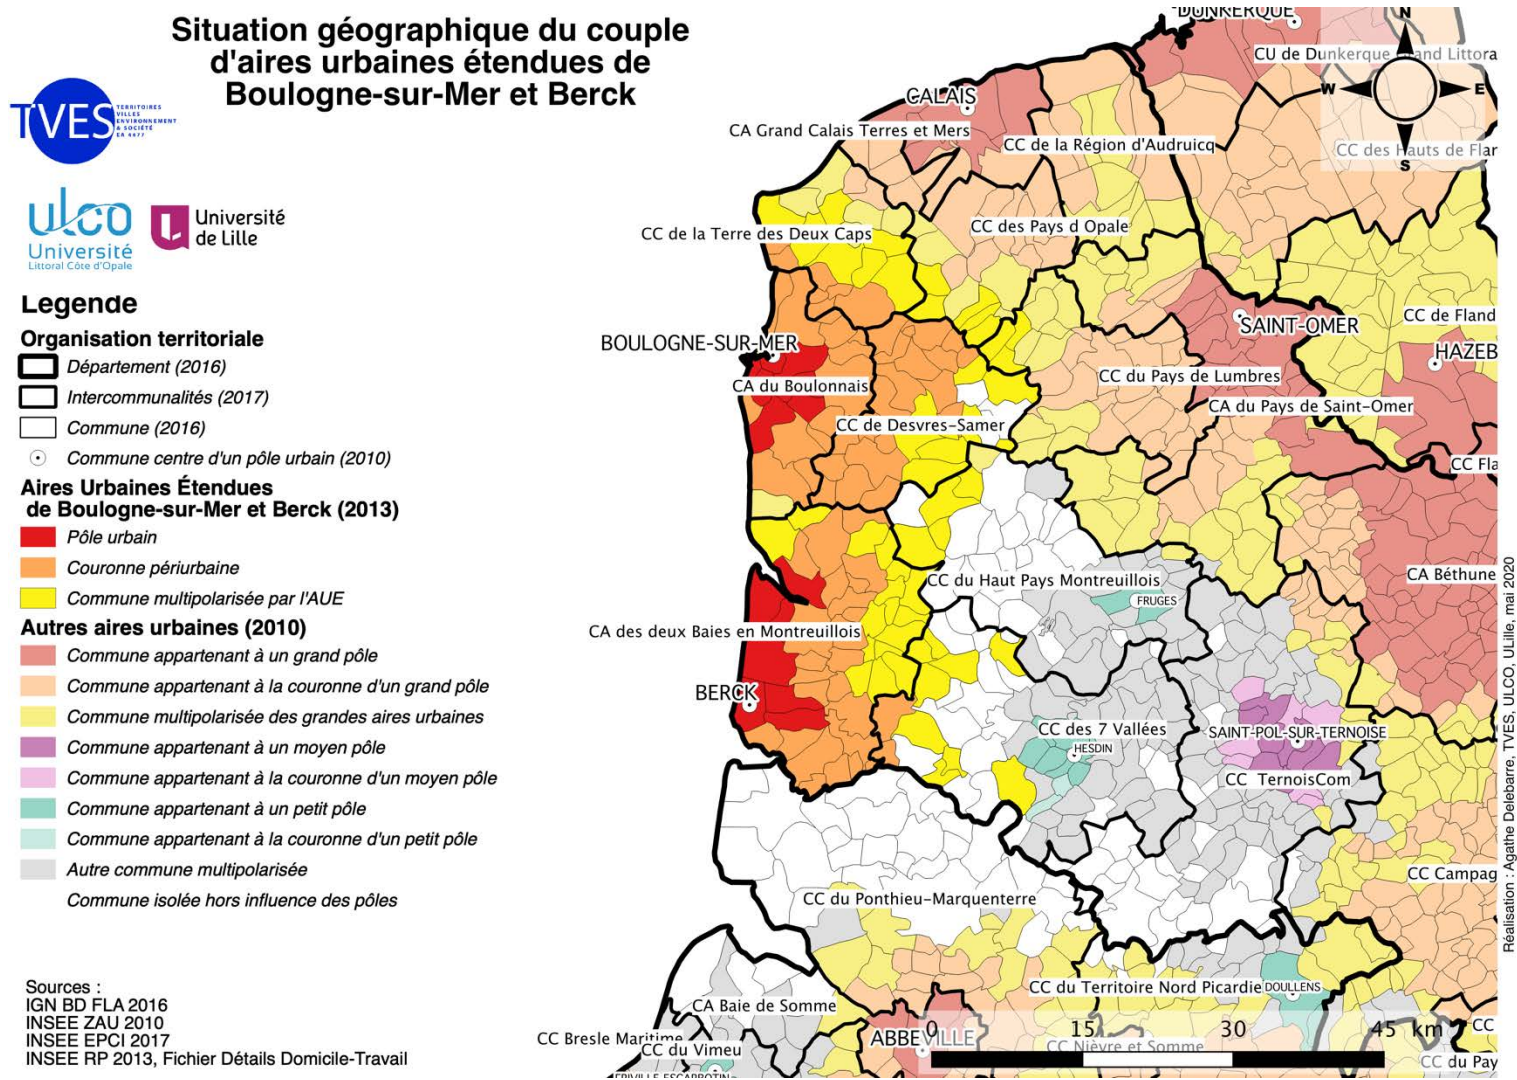 Situation géographique du couple
d'aires urbaines étendues de
Boulogne-sur-Mer et Berck
TVES
TERRITOIRES
VILLES
ENVIRONNEMENT
& SOCIÉTÉ
EA 4477
ulco
Université
Littoral Côte d'Opale
Université
de Lille
Legende
Organisation territoriale
Département (2016)
Intercommunalités (2017)
Commune (2016)
Commune centre d'un pôle urbain (2010)
Aires Urbaines Étendues
de Boulogne-sur-Mer et Berck (2013)
Pôle urbain
Couronne périurbaine
Commune multipolarisée par l'AUE
Autres aires urbaines (2010)
Commune appartenant à un grand pôle
Commune appartenant à la couronne d'un grand pôle
Commune multipolarisée des grandes aires urbaines
Commune appartenant à un moyen pôle
Commune appartenant à la couronne d'un moyen pôle
Commune appartenant à un petit pôle
Commune appartenant à la couronne d'un petit pôle
Autre commune multipolarisée
Commune isolée hors influence des pôles
Sources :
IGN BD FLA 2016
INSEE ZAU 2010
INSEE EPCI 2017
INSEE RP 2013, Fichier Détails Domicile-Travail
DUNKERQUE
N
CU de Dunkerque Grand Littora
W
E
S
CALAIS
CA Grand Calais Terres et Mers
CC de la Région d'Audruicq
CC des Hauts de Flan
CC de la Terre des Deux Caps
CC des Pays d Opale
BOULOGNE-SUR-MER
SAINT-OMER
CC de Fland
HAZEB
CA du Boulonnais
CC du Pays de Lumbres
CA du Pays de Saint-Omer
CC de Desvres-Samer
CC Fla
CC du Haut Pays Montreuillois
CA Béthune
FRUGES
CA des deux Baies en Montreuillois
BERCK
CC des 7 Vallées
HESDIN
SAINT-POL-SUR-TERNOISE
CC TernoisCom
CC Campag
CC du Ponthieu-Marquenterre
CC du Territoire Nord Picardie
DOULLENS
CA Baie de Somme
ABBEVILLE
CC Bresle Maritime
CC du Vimeu
FRIVILLE-ESCARBOTIN
CC Nièvre et Somme
CC
CC du Pay
0 15 30 45 km
Réalisation : Agathe Delebarre, TVES, ULCO, ULille, mai 2020